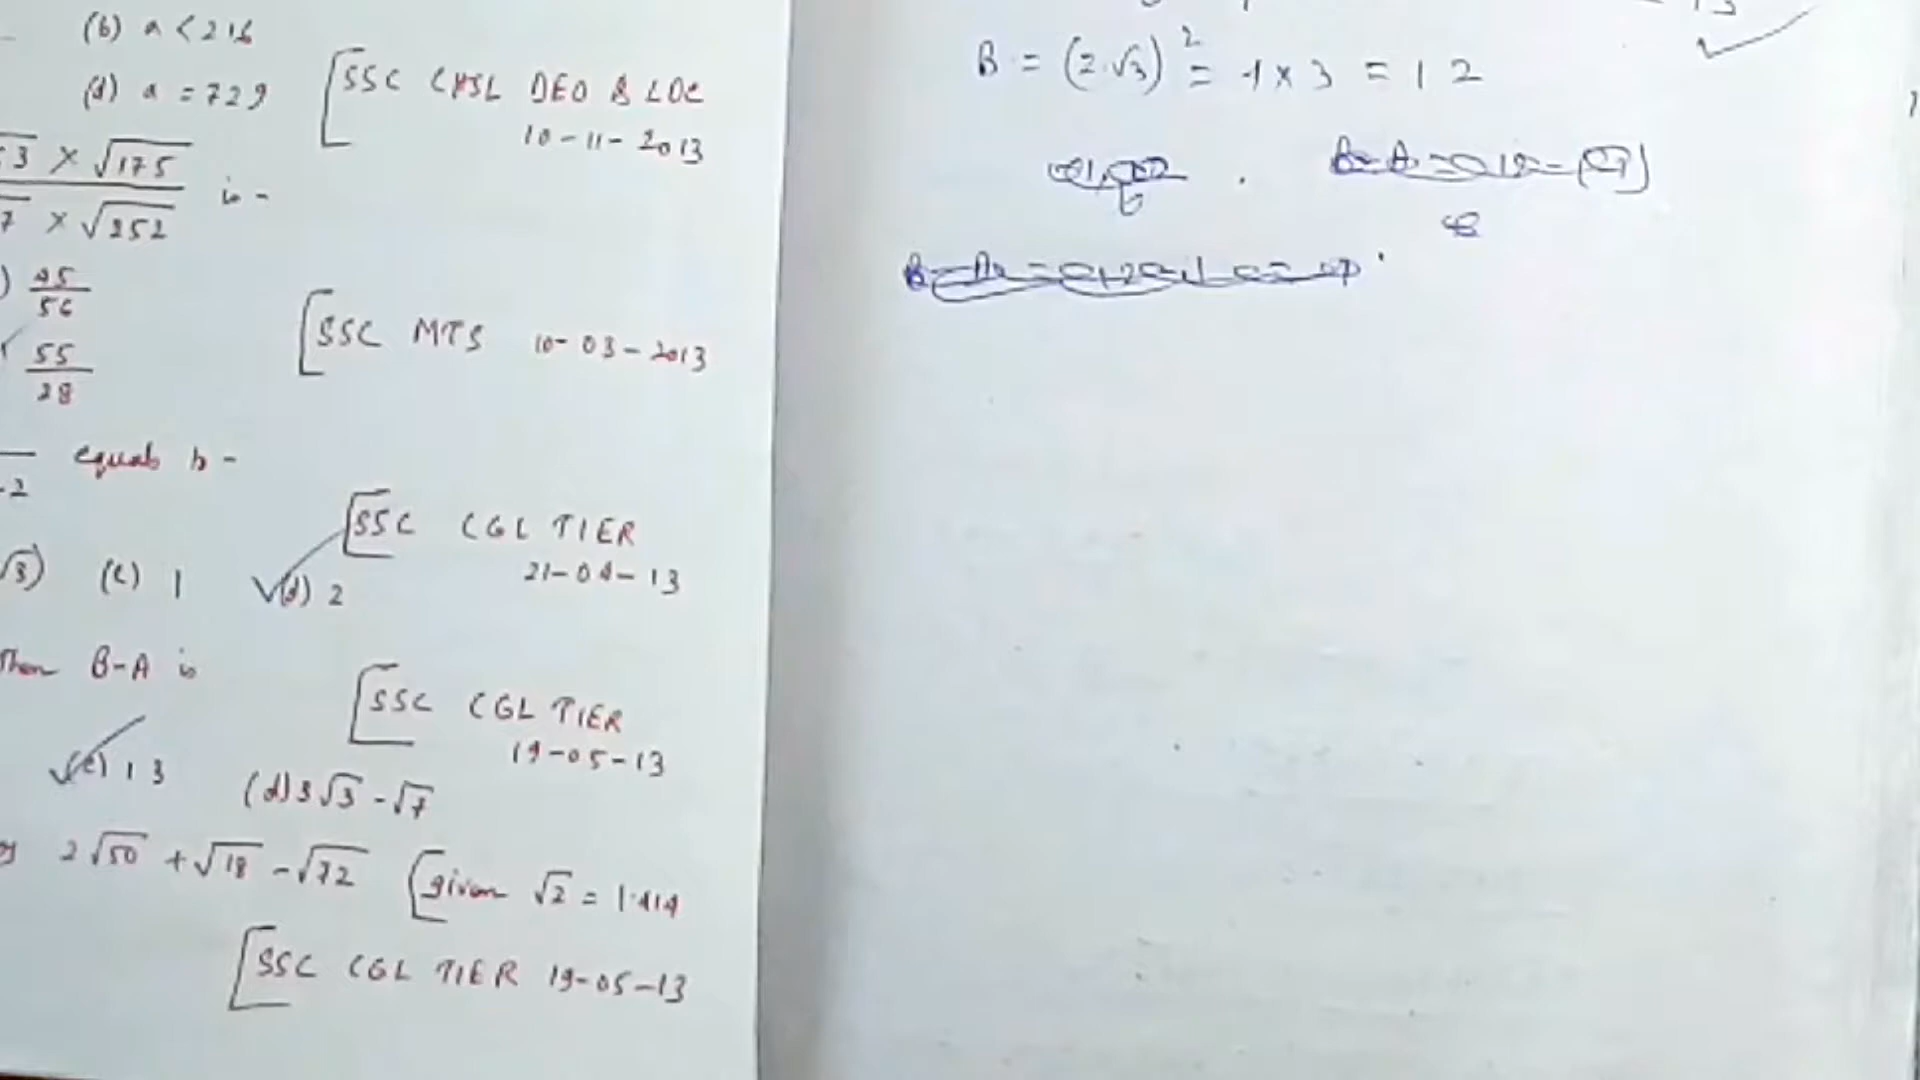 (b) a < 216
(d) a = 729
[SSC CHSL DEO & LDC
10-11-2013
3 × √175
7 × √252
is -
45
56
[SSC MTS 10-03-2013
55
28
equals to -
-2
[SSC CGL TIER
21-04-13
√3) (c) 1 (d) 2
Then B-A is
[SSC CGL TIER
19-05-13
(c) 13 (d) 3√3 - √7
2√50 + √18 - √72 [given √2 = 1.414
[SSC CGL TIER 19-05-13
B = (2·√3)² = 4 × 3 = 12